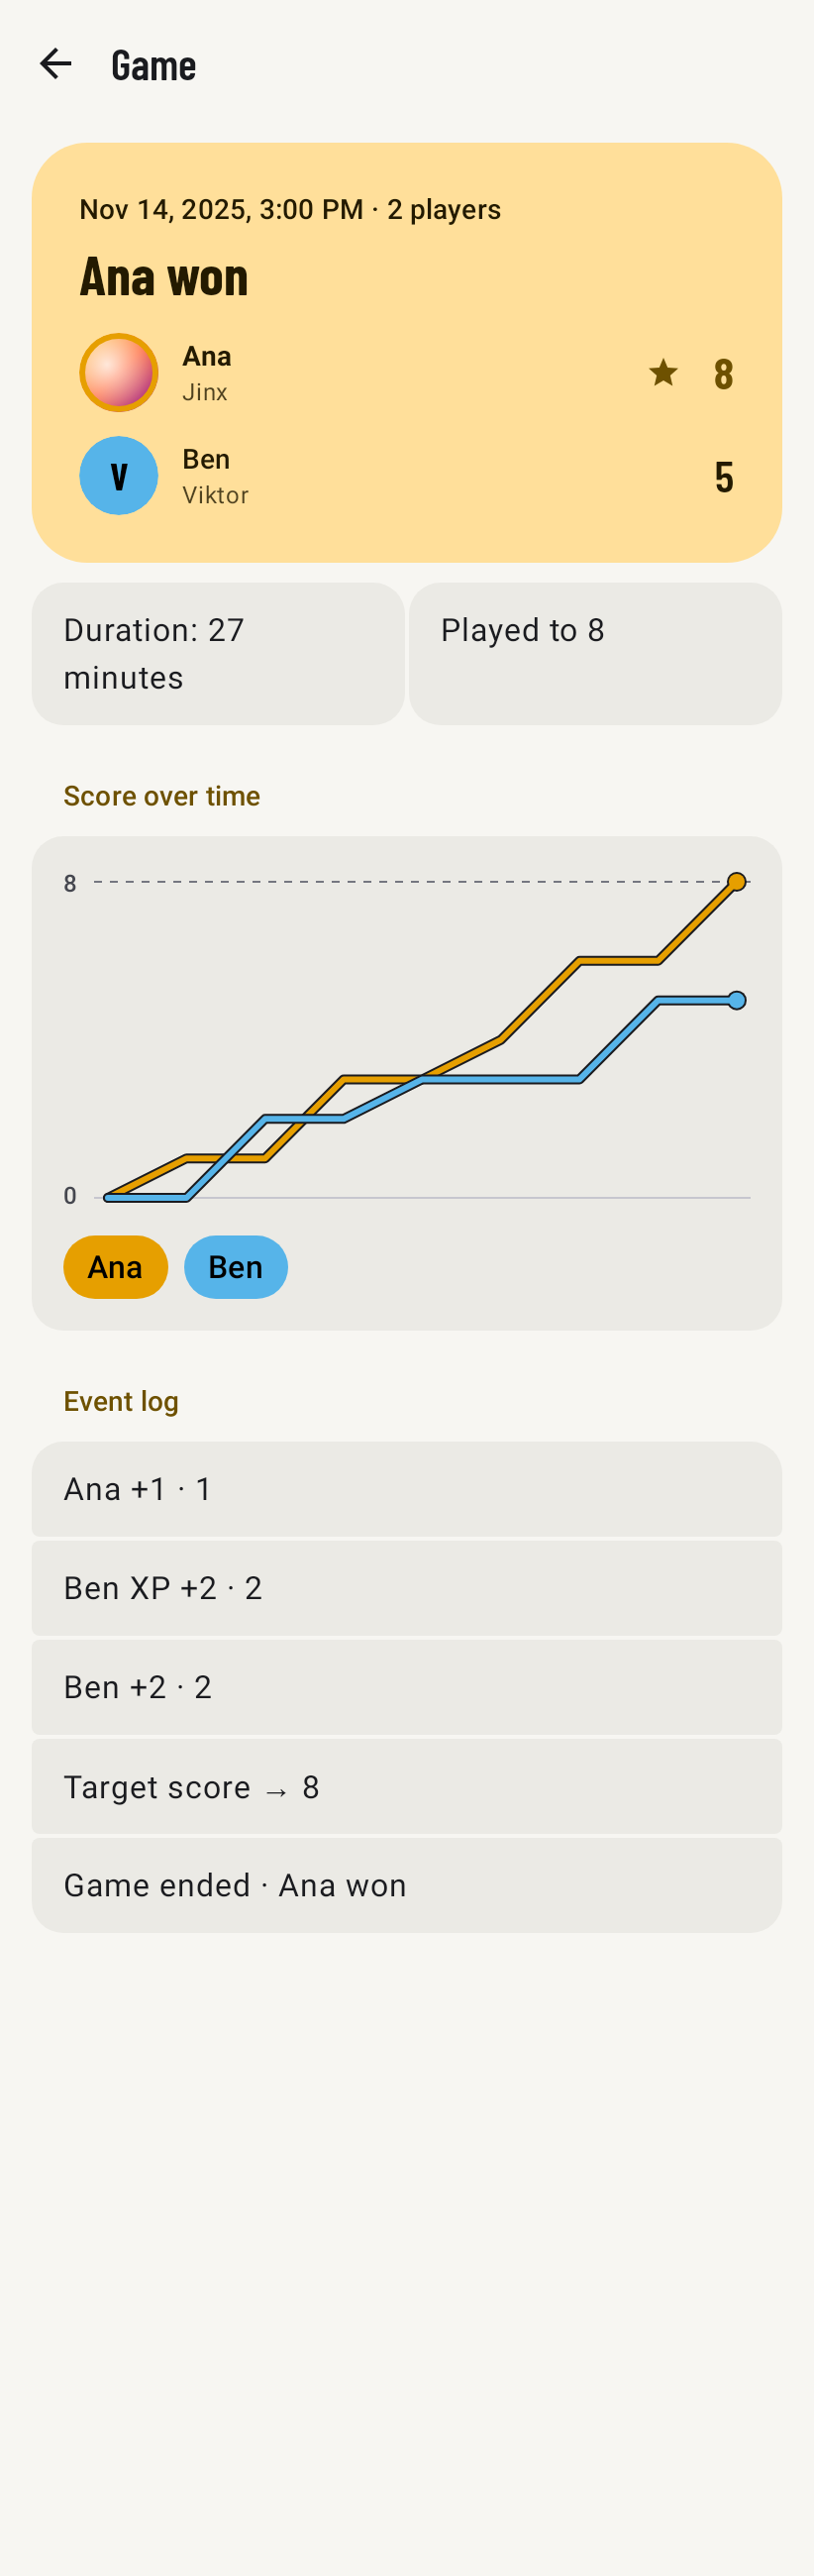 Game
Nov 14, 2025, 3:00 PM · 2 players
Ana won
Ana
Jinx
8
V
Ben
Viktor
5
Duration: 27
minutes
Played to 8
Score over time
8
0
Ana
Ben
Event log
Ana +1 · 1
Ben XP +2 · 2
Ben +2 · 2
Target score → 8
Game ended · Ana won